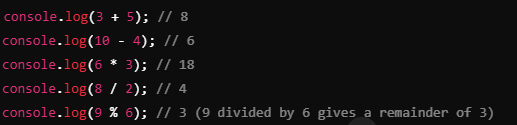 console.log(3 + 5); // 8
console.log(10 - 4); // 6
console.log(6 * 3); // 18
console.log(8 / 2); // 4
console.log(9 % 6); // 3 (9 divided by 6 gives a remainder of 3)